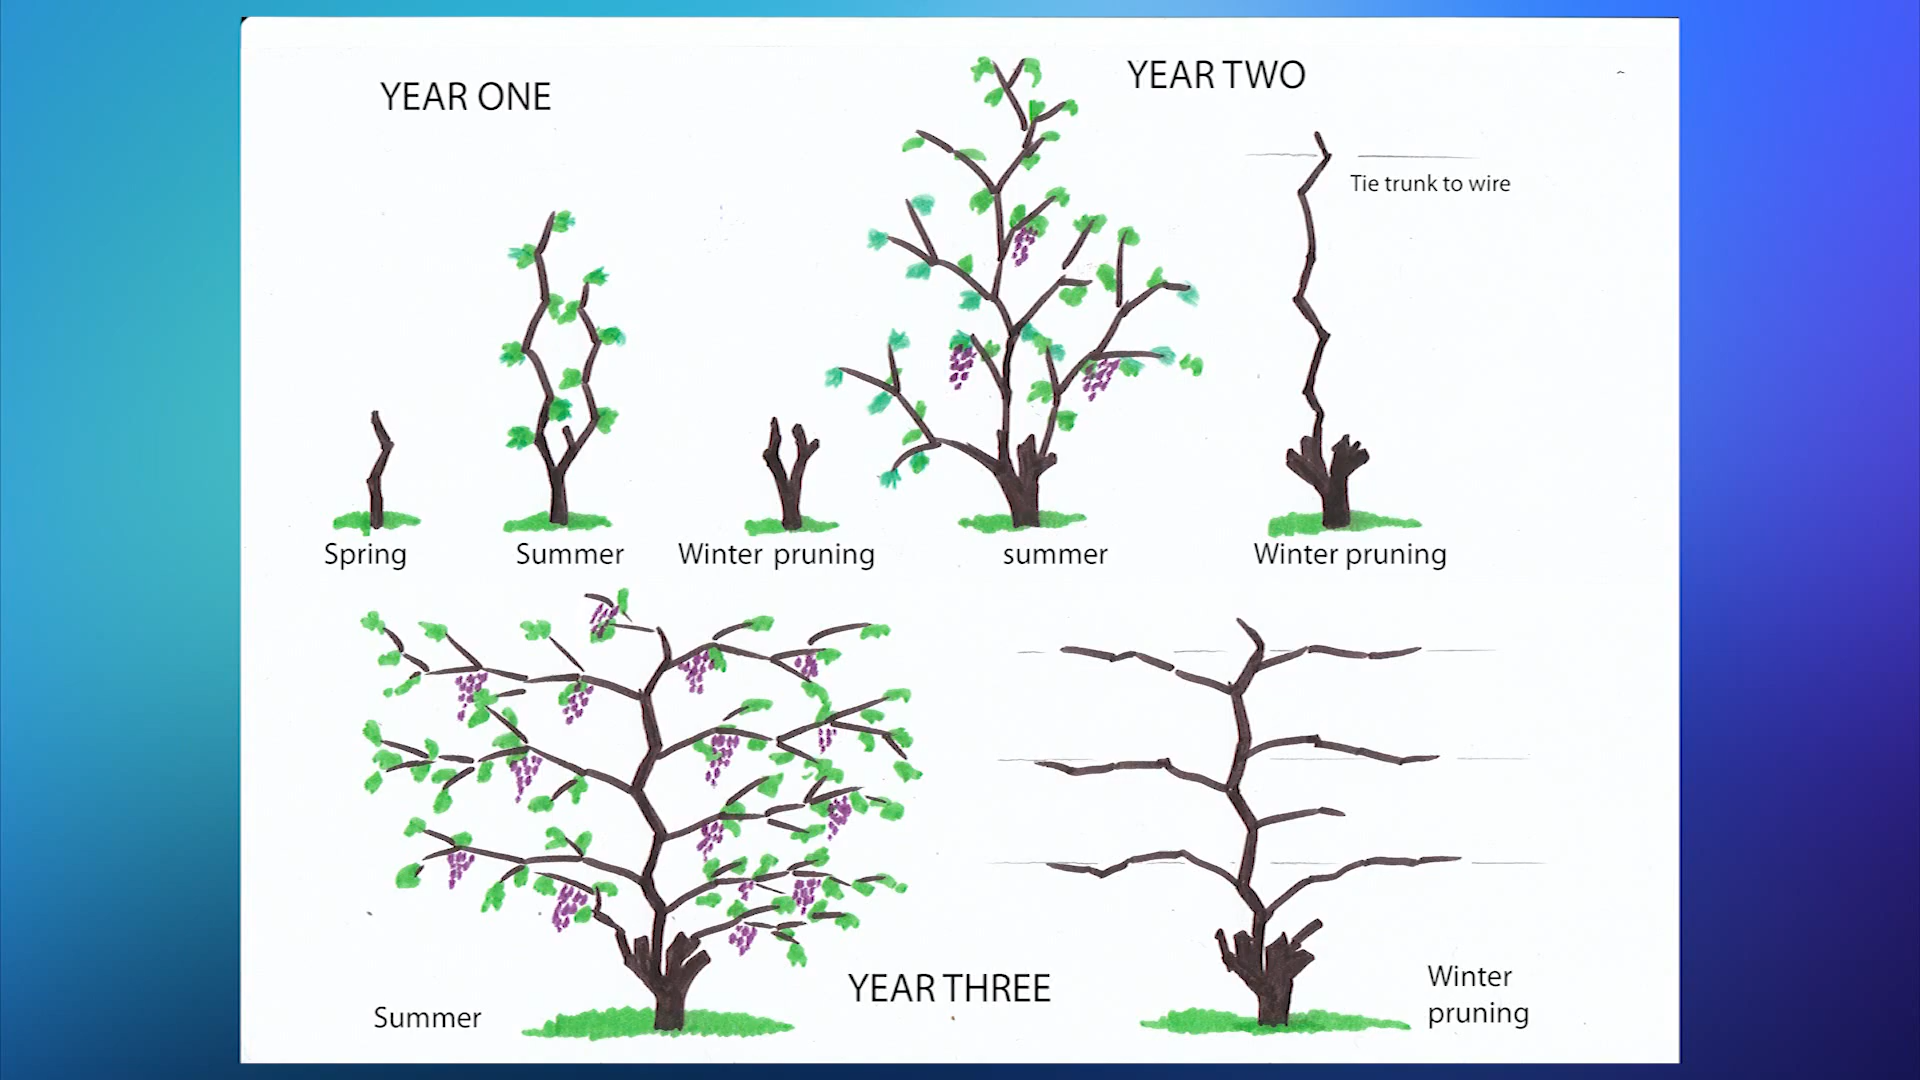 YEAR ONE
YEAR TWO
Tie trunk to wire
Spring
Summer
Winter pruning
summer
Winter pruning
YEAR THREE
Summer
Winter
pruning